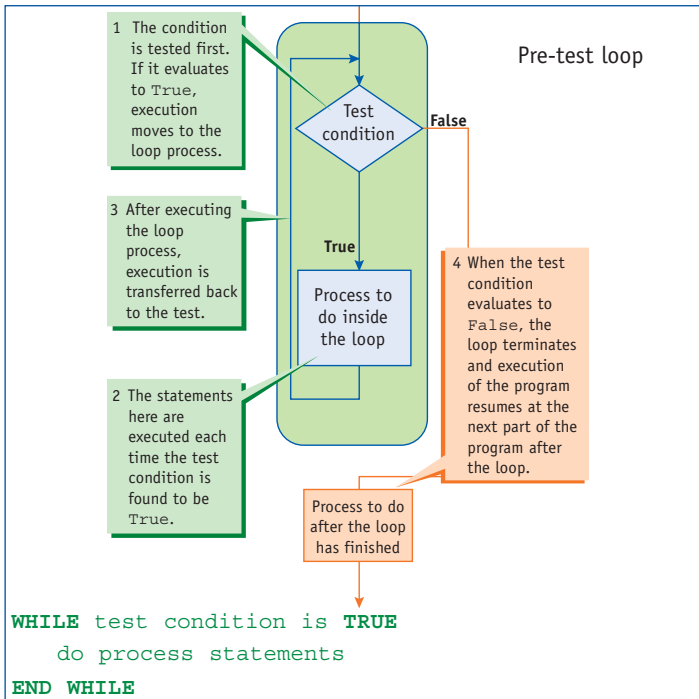 Pre-test loop
1 The condition
is tested first.
If it evaluates
to True,
execution
moves to the
loop process.
Test
condition
False
3 After executing
the loop
process,
execution is
transferred back
to the test.
True
Process to
do inside
the loop
4 When the test
condition
evaluates to
False, the
loop terminates
and execution
of the program
resumes at the
next part of the
program after
the loop.
2 The statements
here are
executed each
time the test
condition is
found to be
True.
Process to do
after the loop
has finished
WHILE test condition is TRUE
do process statements
END WHILE